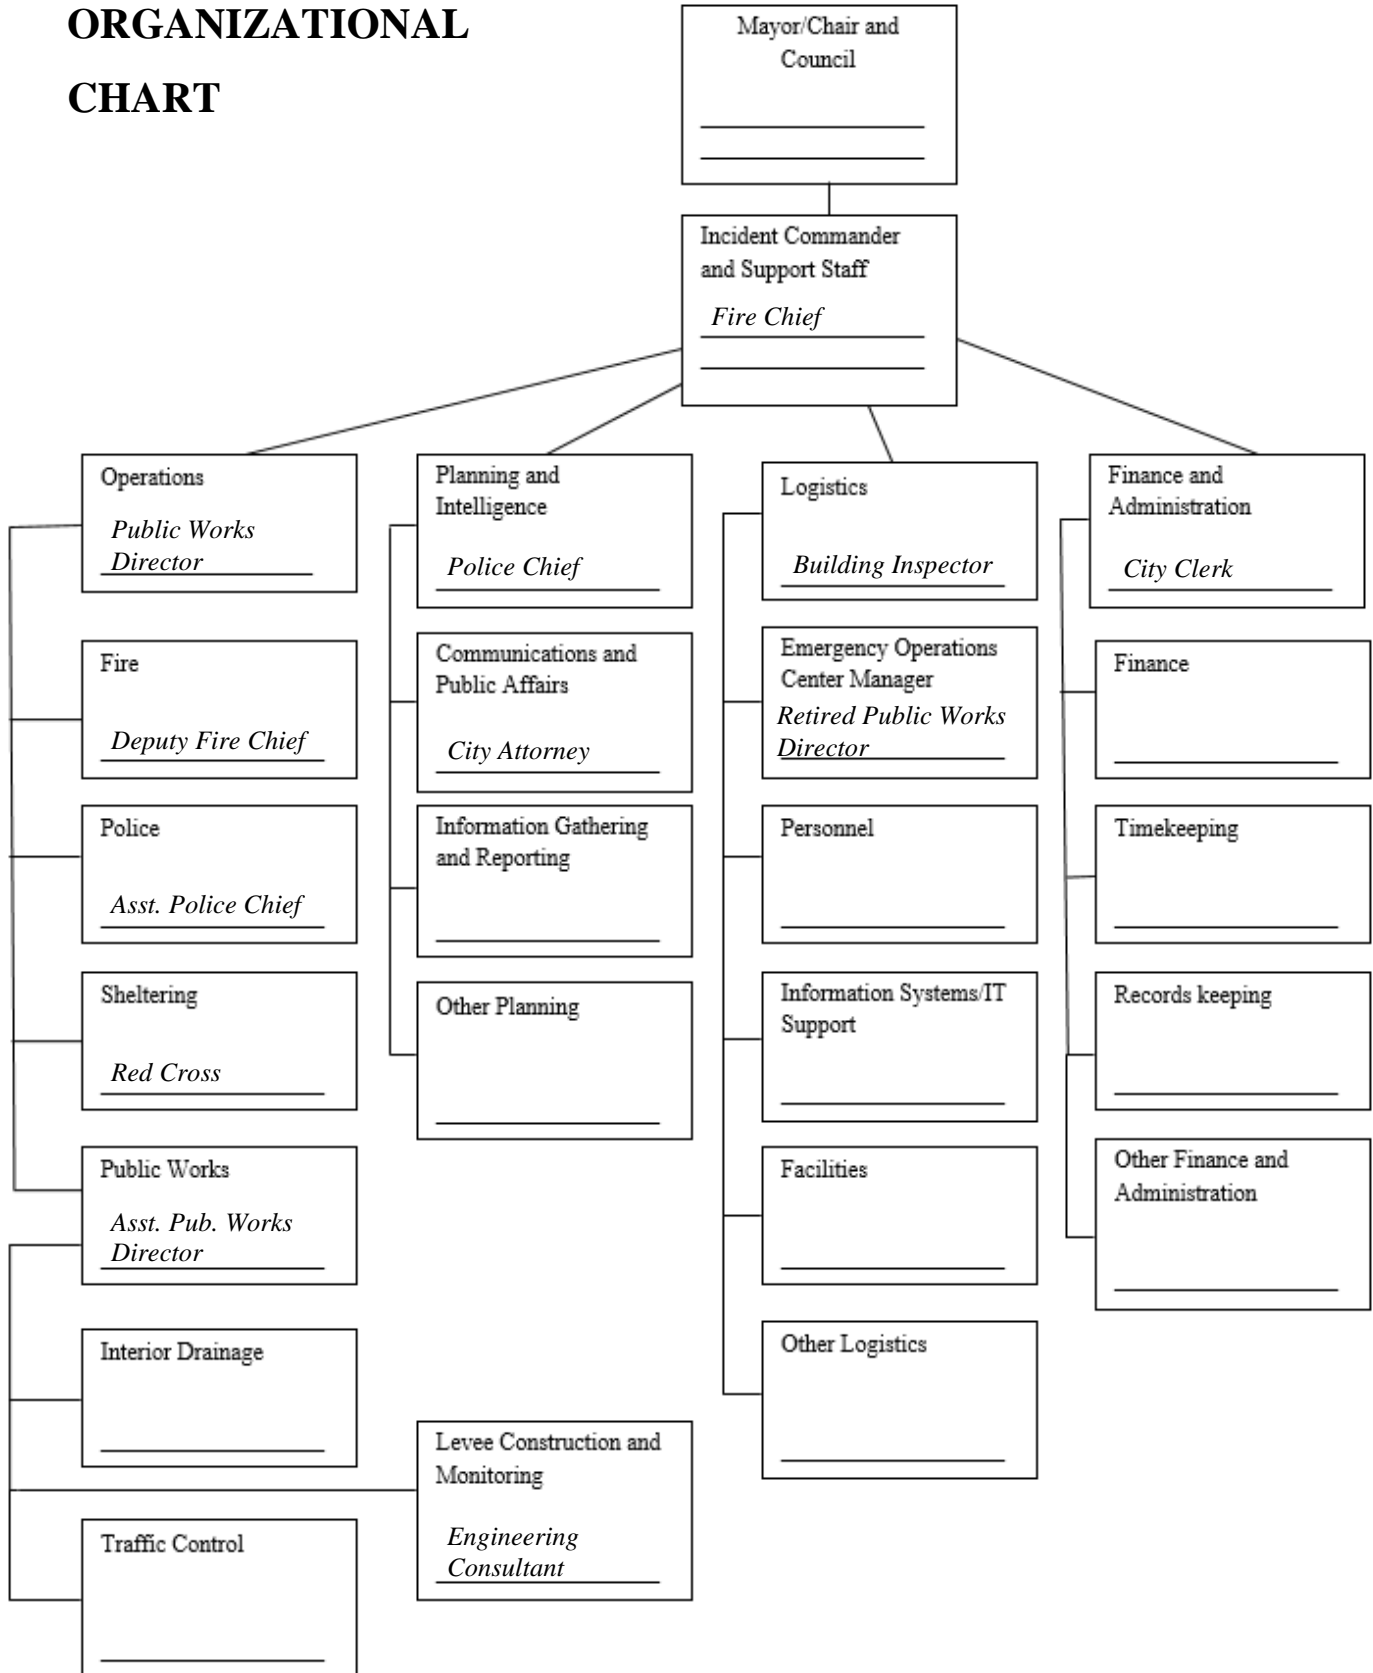 ORGANIZATIONAL
CHART
Mayor/Chair and
Council
Incident Commander
and Support Staff
Fire Chief
Operations
Public Works
Director
Planning and
Intelligence
Police Chief
Logistics
Building Inspector
Finance and
Administration
City Clerk
Fire
Deputy Fire Chief
Communications and
Public Affairs
City Attorney
Emergency Operations
Center Manager
Retired Public Works
Director
Finance
Police
Asst. Police Chief
Information Gathering
and Reporting
Personnel
Timekeeping
Sheltering
Red Cross
Other Planning
Information Systems/IT
Support
Records keeping
Public Works
Asst. Pub. Works
Director
Facilities
Other Finance and
Administration
Interior Drainage
Other Logistics
Levee Construction and
Monitoring
Engineering
Consultant
Traffic Control